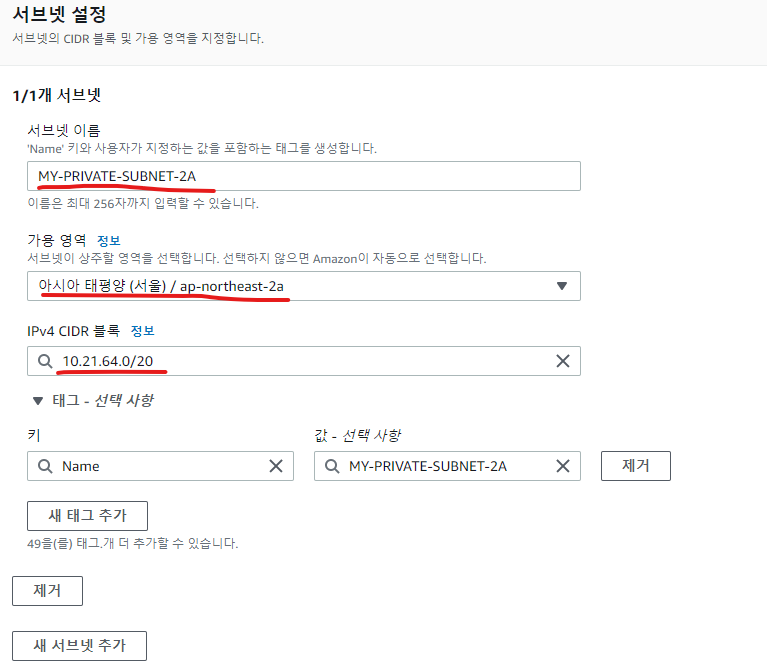 서브넷 설정
서브넷의 CIDR 블록 및 가용 영역을 지정합니다.
1/1개 서브넷
서브넷 이름
'Name' 키와 사용자가 지정하는 값을 포함하는 태그를 생성합니다.
MY-PRIVATE-SUBNET-2A
이름은 최대 256자까지 입력할 수 있습니다.
가용 영역 정보
서브넷이 상주할 영역을 선택합니다. 선택하지 않으면 Amazon이 자동으로 선택합니다.
아시아 태평양 (서울) / ap-northeast-2a
IPv4 CIDR 블록 정보
10.21.64.0/20
태그 - 선택 사항
키 값 - 선택 사항
Name MY-PRIVATE-SUBNET-2A 제거
새 태그 추가
49을(를) 태그.개 더 추가할 수 있습니다.
제거
새 서브넷 추가